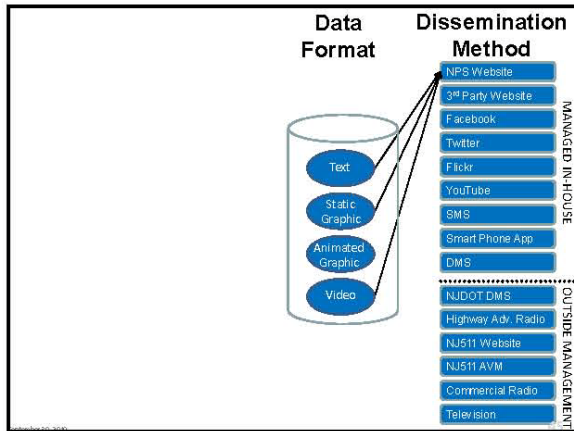 Data
Format
Dissemination
Method
Text
Static
Graphic
Animated
Graphic
Video
NPS Website
3rd Party Website
Facebook
Twitter
Flickr
YouTube
SMS
Smart Phone App
DMS
MANAGED IN-HOUSE
NJDOT DMS
Highway Adv. Radio
NJ511 Website
NJ511 AVM
Commercial Radio
Television
OUTSIDE MANAGEMENT